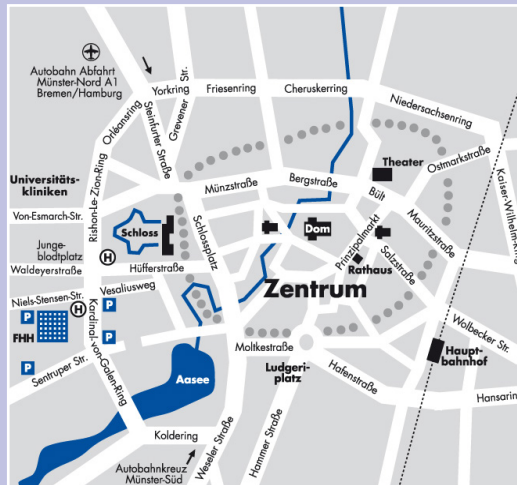 Autobahn Abfahrt
Münster-Nord A1
Bremen/Hamburg
Yorkring
Friesenring
Cheruskerring
Niedersachsenring
Orléansring
Steinfurter Straße
Grevener Str.
Rishon-Le-Zion-Ring
Universitäts-
kliniken
Münzstraße
Bergstraße
Theater
Bült
Ostmarkstraße
Kaiser-Wilhelm-Ring
Mauritzstraße
Von-Esmarch-Str.
Schloss
Schlossplatz
Dom
Prinzipalmarkt
Rathaus
Salzstraße
Junge-
blodtplatz
H
Waldeyerstraße
Hüfferstraße
Zentrum
Niels-Stensen-Str.
Vesaliusweg
H
P
P
FHH
P
P
Kardinal-von-Galen-Ring
Sentruper Str.
Moltkestraße
Ludgeri-
platz
Wolbecker Str.
Haupt-
bahnhof
Aasee
Hafenstraße
Hansarin
Koldering
Weseler Straße
Hammer Straße
Autobahnkreuz
Münster-Süd